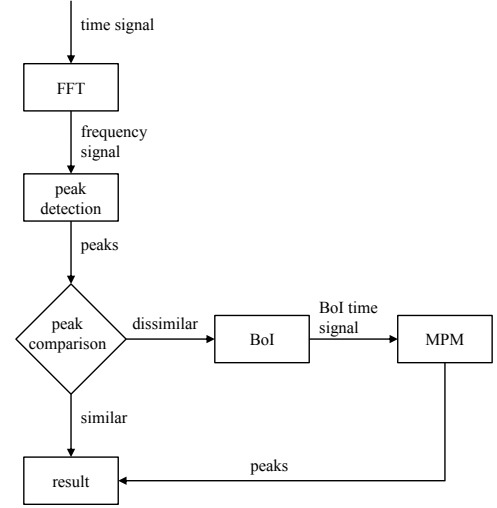 time signal
FFT
frequency
signal
peak
detection
peaks
peak
comparison
dissimilar
BoI
BoI time
signal
MPM
similar
peaks
result